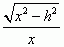 √(x² − h²) / x